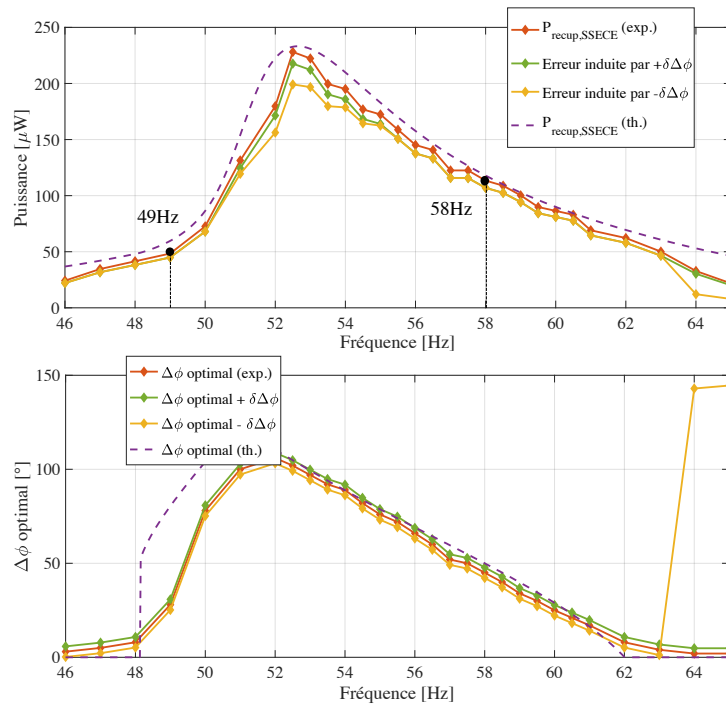 250
200
150
100
50
0
Puissance [μW]
P_recup,SSECE (exp.)
Erreur induite par +δΔϕ
Erreur induite par -δΔϕ
P_recup,SSECE (th.)
49Hz
58Hz
46 48 50 52 54 56 58 60 62 64
Fréquence [Hz]
150
100
50
0
Δϕ optimal [°]
Δϕ optimal (exp.)
Δϕ optimal + δΔϕ
Δϕ optimal - δΔϕ
Δϕ optimal (th.)
46 48 50 52 54 56 58 60 62 64
Fréquence [Hz]